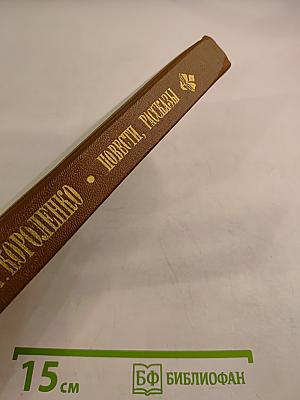 Г. КОРОЛЕНКО • ПОВЕСТИ, РАССКАЗЫ
15 см
БФ БИБЛИОФАН